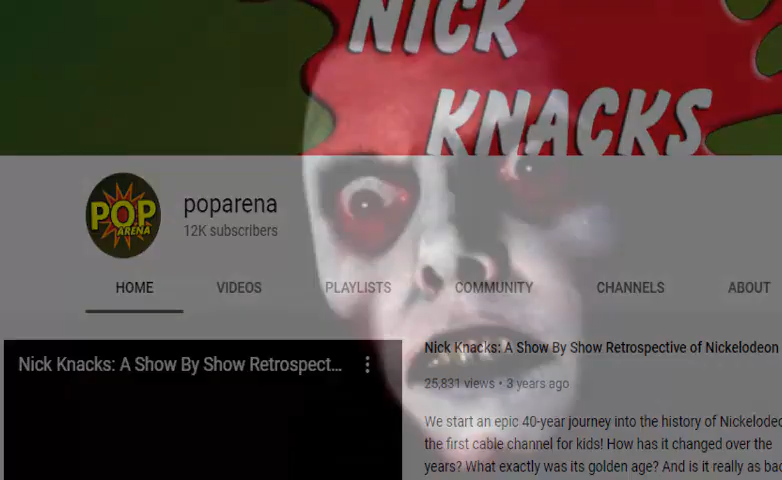 NICK
KNACKS
POP
ARENA
poparena
12K subscribers
HOME VIDEOS PLAYLISTS COMMUNITY CHANNELS ABOUT
Nick Knacks: A Show By Show Retrospect...
Nick Knacks: A Show By Show Retrospective of Nickelodeon
25,831 views • 3 years ago
We start an epic 40-year journey into the history of Nickelodeo
the first cable channel for kids! How has it changed over the
years? What exactly was its golden age? And is it really as bad